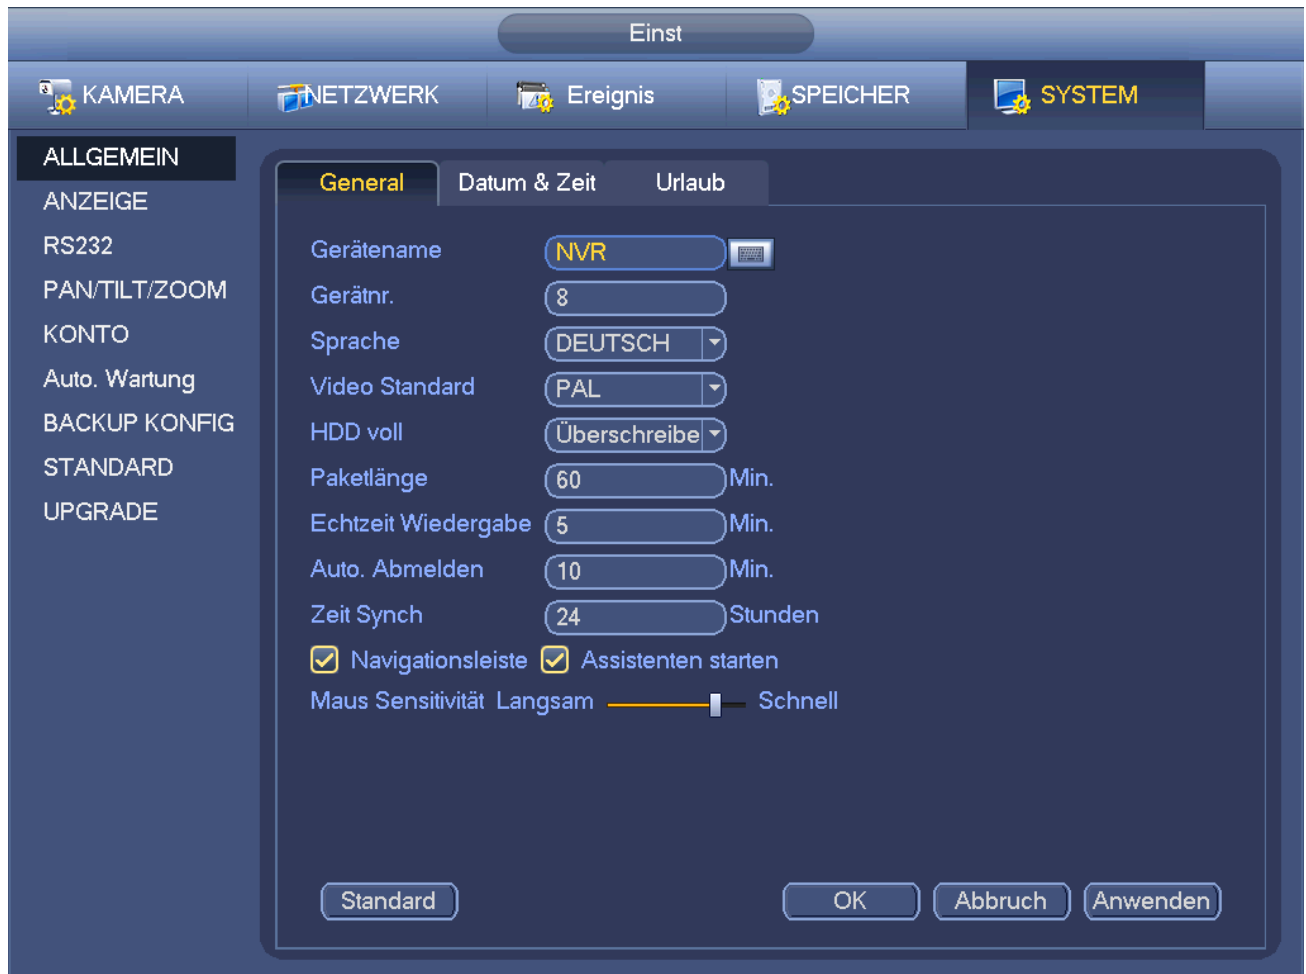 Einst
KAMERA NETZWERK Ereignis SPEICHER SYSTEM
ALLGEMEIN
ANZEIGE
RS232
PAN/TILT/ZOOM
KONTO
Auto. Wartung
BACKUP KONFIG
STANDARD
UPGRADE
General Datum & Zeit Urlaub
Gerätename NVR
Gerätnr. 8
Sprache DEUTSCH
Video Standard PAL
HDD voll Überschreibe
Paketlänge 60 Min.
Echtzeit Wiedergabe 5 Min.
Auto. Abmelden 10 Min.
Zeit Synch 24 Stunden
Navigationsleiste Assistenten starten
Maus Sensitivität Langsam Schnell
Standard OK Abbruch Anwenden